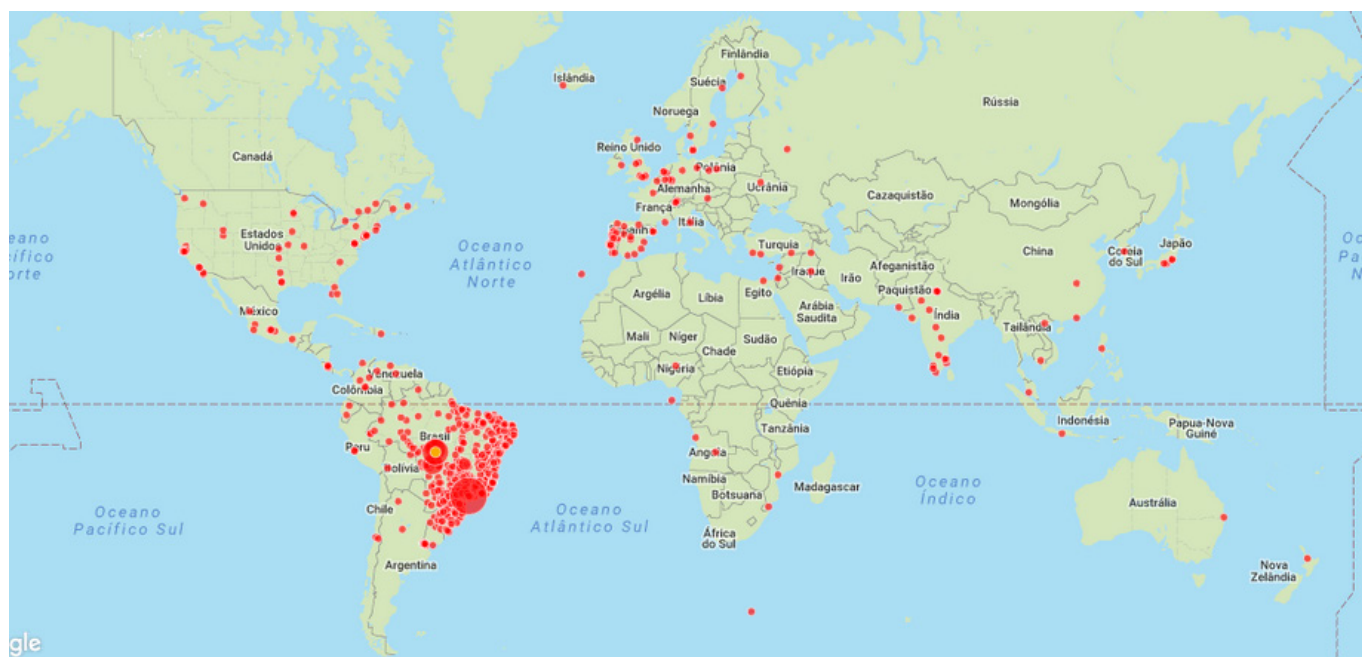 Finlândia
Islândia
Suécia
Rússia
Noruega
Canadá
Reino Unido
Polônia
Alemanha
Ucrânia
Cazaquistão
Mongólia
França
eano
cífico
orte
Estados
Unidos
Oceano
Atlântico
Norte
Espanh
Itália
Turquia
China
Coreia
do Sul
Japão
Iraque
Irão
Afeganistão
Paquistão
Argélia
Líbia
Egito
Arábia
Saudita
Índia
México
Mali
Níger
Chade
Sudão
Tailândia
Venezuela
Colômbia
Nigéria
Etiópia
Quênia
Indonésia
Papua-Nova
Guiné
Brasil
Peru
Tanzânia
Angola
Bolívia
Namíbia
Botsuana
Madagascar
Oceano
Índico
Austrália
Oceano
Pacífico Sul
Chile
Oceano
Atlântico Sul
África
do Sul
Argentina
Nova
Zelândia
gle